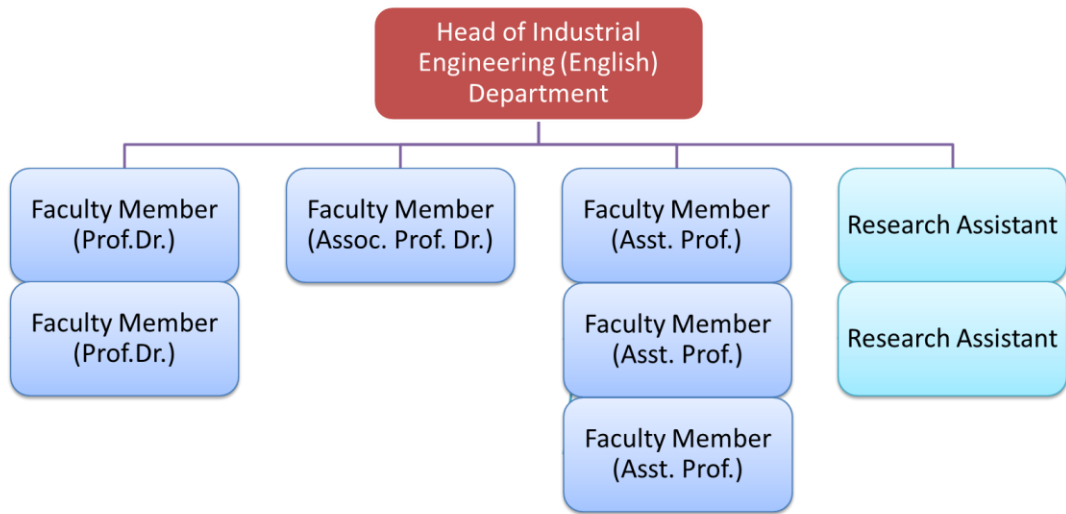 Head of Industrial
Engineering (English)
Department
Faculty Member
(Prof.Dr.)
Faculty Member
(Assoc. Prof. Dr.)
Faculty Member
(Asst. Prof.)
Research Assistant
Faculty Member
(Prof.Dr.)
Faculty Member
(Asst. Prof.)
Research Assistant
Faculty Member
(Asst. Prof.)